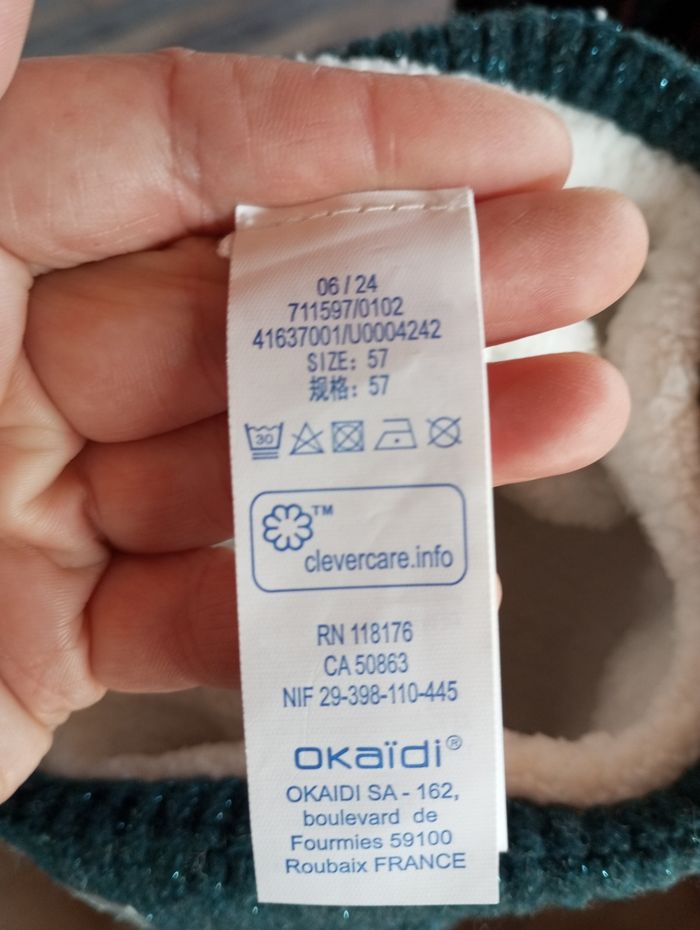 06 / 24
711597/0102
41637001/U0004242
SIZE: 57
规格: 57
30
TM
clevercare.info
RN 118176
CA 50863
NIF 29-398-110-445
OKAÏDI®
OKAIDI SA - 162,
boulevard de
Fourmies 59100
Roubaix FRANCE